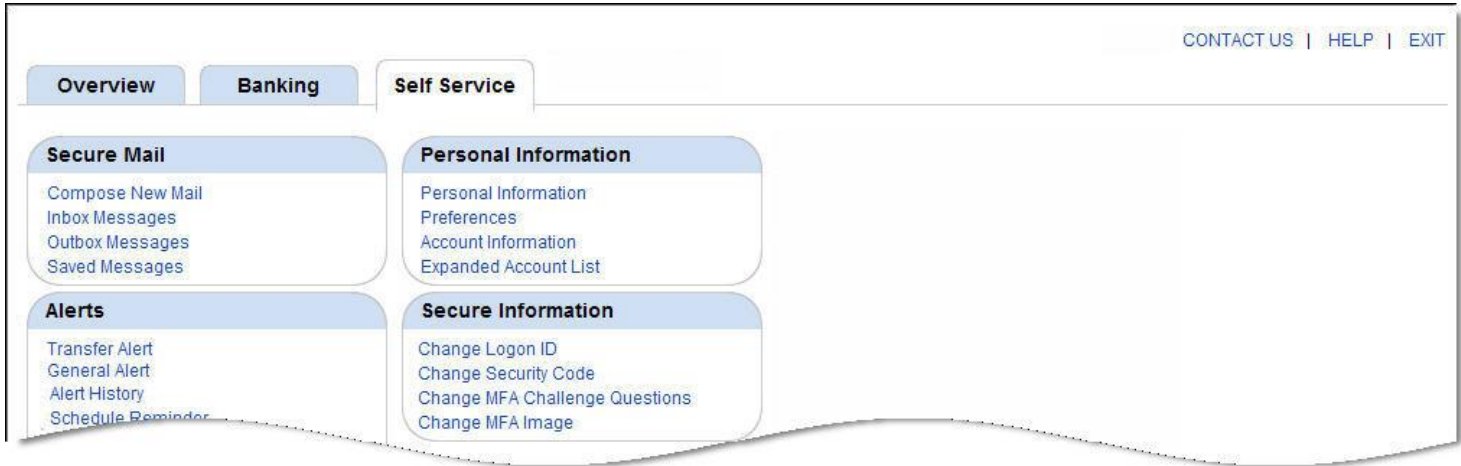 CONTACT US | HELP | EXIT
Overview Banking Self Service
Secure Mail
Compose New Mail
Inbox Messages
Outbox Messages
Saved Messages
Personal Information
Personal Information
Preferences
Account Information
Expanded Account List
Alerts
Transfer Alert
General Alert
Alert History
Schedule Reminder
Secure Information
Change Logon ID
Change Security Code
Change MFA Challenge Questions
Change MFA Image